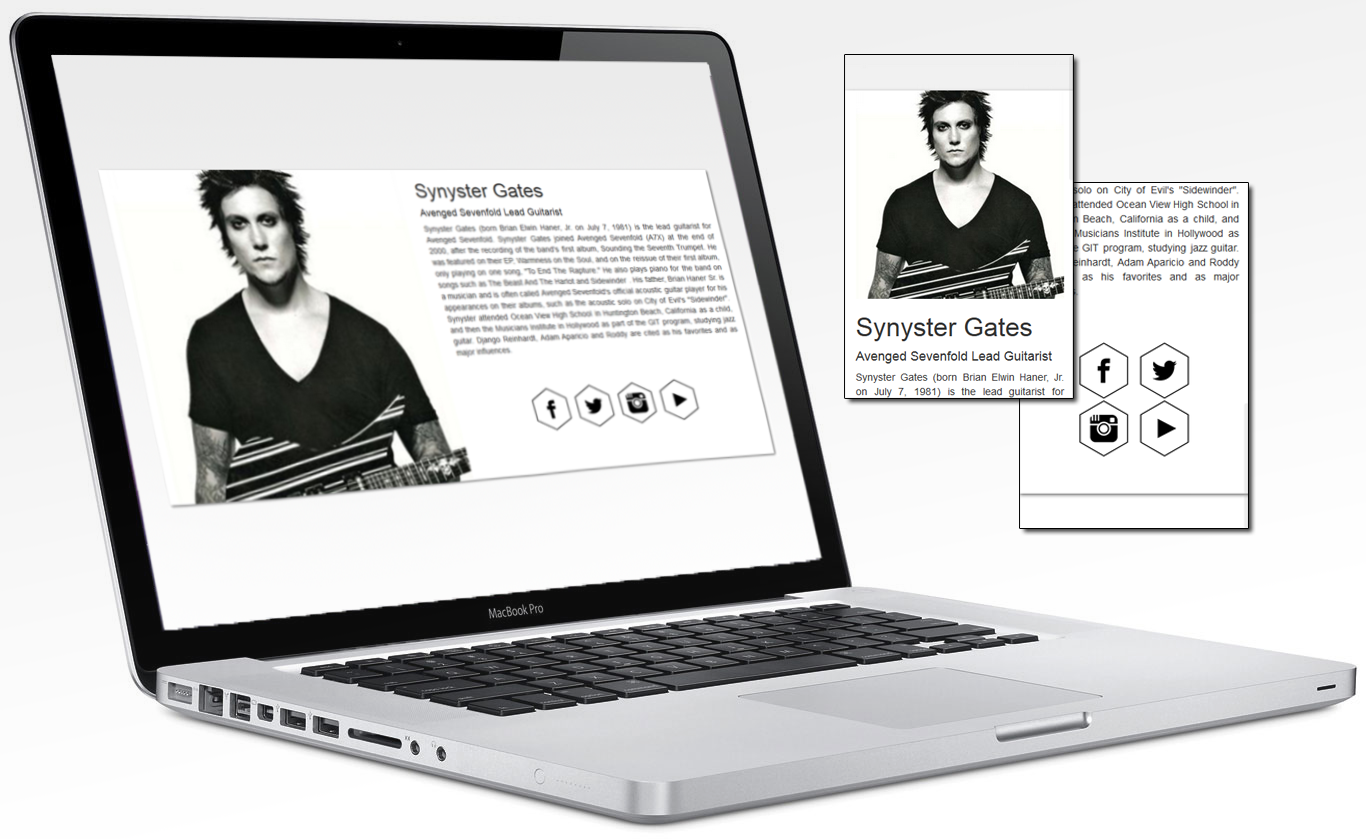 Synyster Gates
Avenged Sevenfold Lead Guitarist
Synyster Gates (born Brian Elwin Haner, Jr. on July 7, 1981) is the lead guitarist for
Avenged Sevenfold. Synyster Gates joined Avenged Sevenfold (A7X) at the end of
2000, after the recording of the band's first album, Sounding the Seventh Trumpet. He
was featured on their EP, Warmness on the Soul, and on the reissue of their first album,
only playing on one song, "To End The Rapture." He also plays piano for the band on
songs such as The Beast And The Harlot and Sidewinder . His father, Brian Haner Sr. is
a musician and is often called Avenged Sevenfold's official acoustic guitar player for his
appearances on their albums, such as the acoustic solo on City of Evil's "Sidewinder".
Synyster attended Ocean View High School in Huntington Beach, California as a child,
and then the Musicians Institute in Hollywood as part of the GIT program, studying jazz
guitar. Django Reinhardt, Adam Aparicio and Roddy are cited as his favorites and as
major influences.
MacBook Pro
Synyster Gates
Avenged Sevenfold Lead Guitarist
Synyster Gates (born Brian Elwin Haner, Jr.
on July 7, 1981) is the lead guitarist for
solo on City of Evil's "Sidewinder".
attended Ocean View High School in
Beach, California as a child, and
Musicians Institute in Hollywood as
GIT program, studying jazz guitar.
einhardt, Adam Aparicio and Roddy
as his favorites and as major